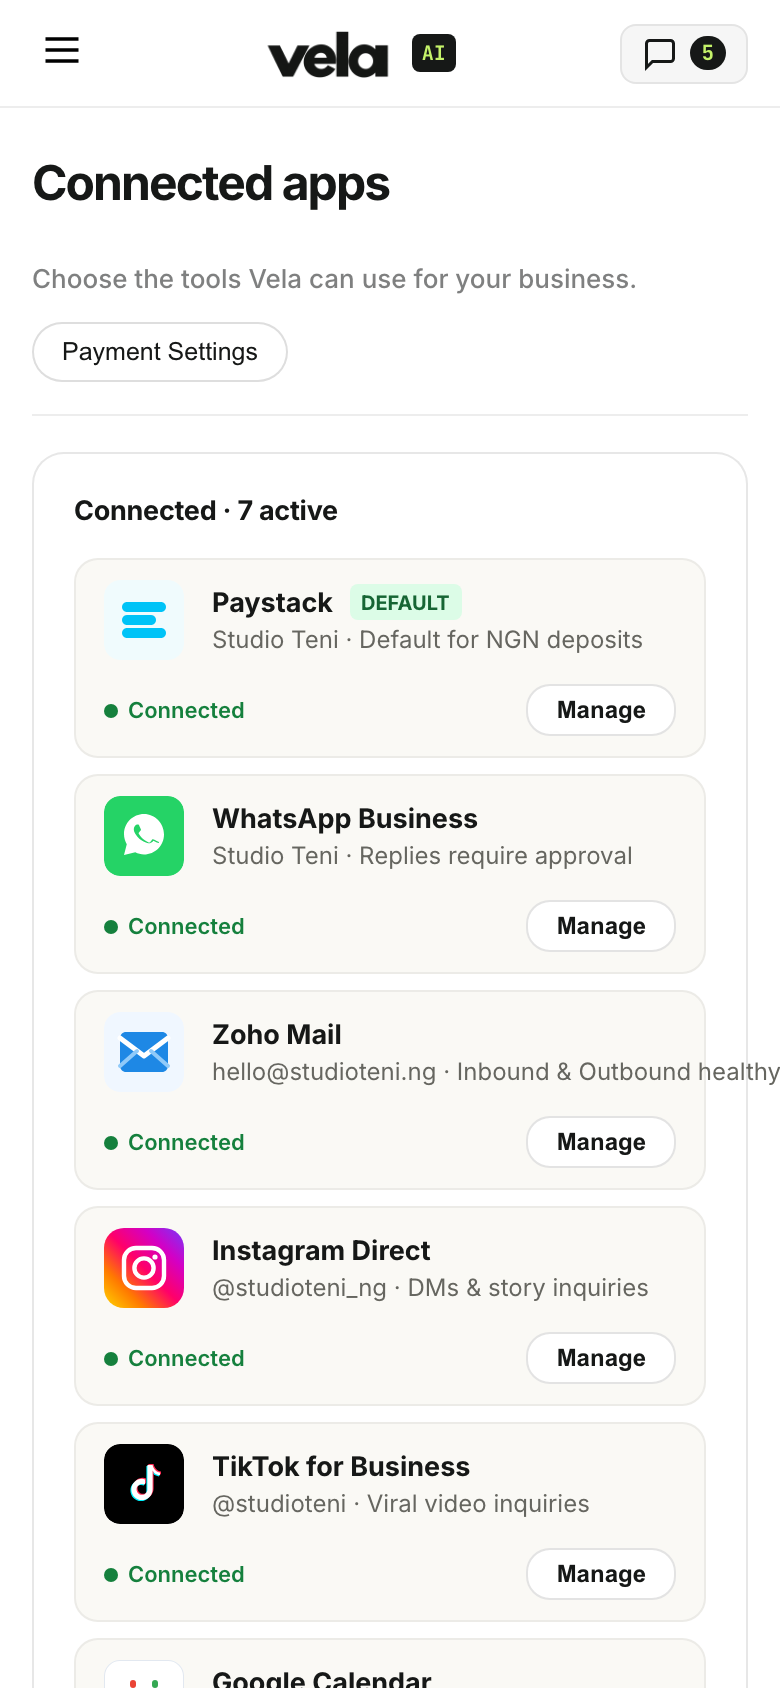 vela AI
5
Connected apps
Choose the tools Vela can use for your business.
Payment Settings
Connected · 7 active
Paystack DEFAULT
Studio Teni · Default for NGN deposits
Connected Manage
WhatsApp Business
Studio Teni · Replies require approval
Connected Manage
Zoho Mail
hello@studioteni.ng · Inbound & Outbound healthy
Connected Manage
Instagram Direct
@studioteni_ng · DMs & story inquiries
Connected Manage
TikTok for Business
@studioteni · Viral video inquiries
Connected Manage
Google Calendar